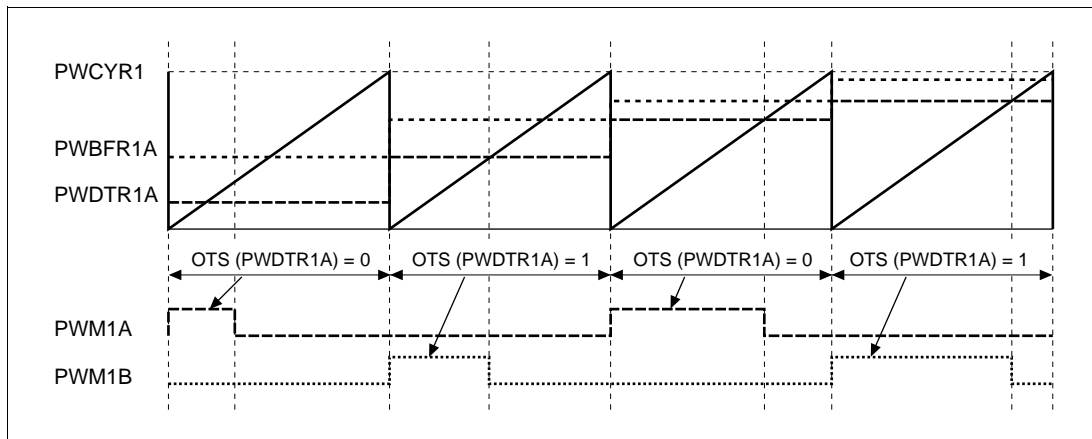 PWCYR1
PWBFR1A
PWDTR1A
OTS (PWDTR1A) = 0 OTS (PWDTR1A) = 1 OTS (PWDTR1A) = 0 OTS (PWDTR1A) = 1
PWM1A
PWM1B